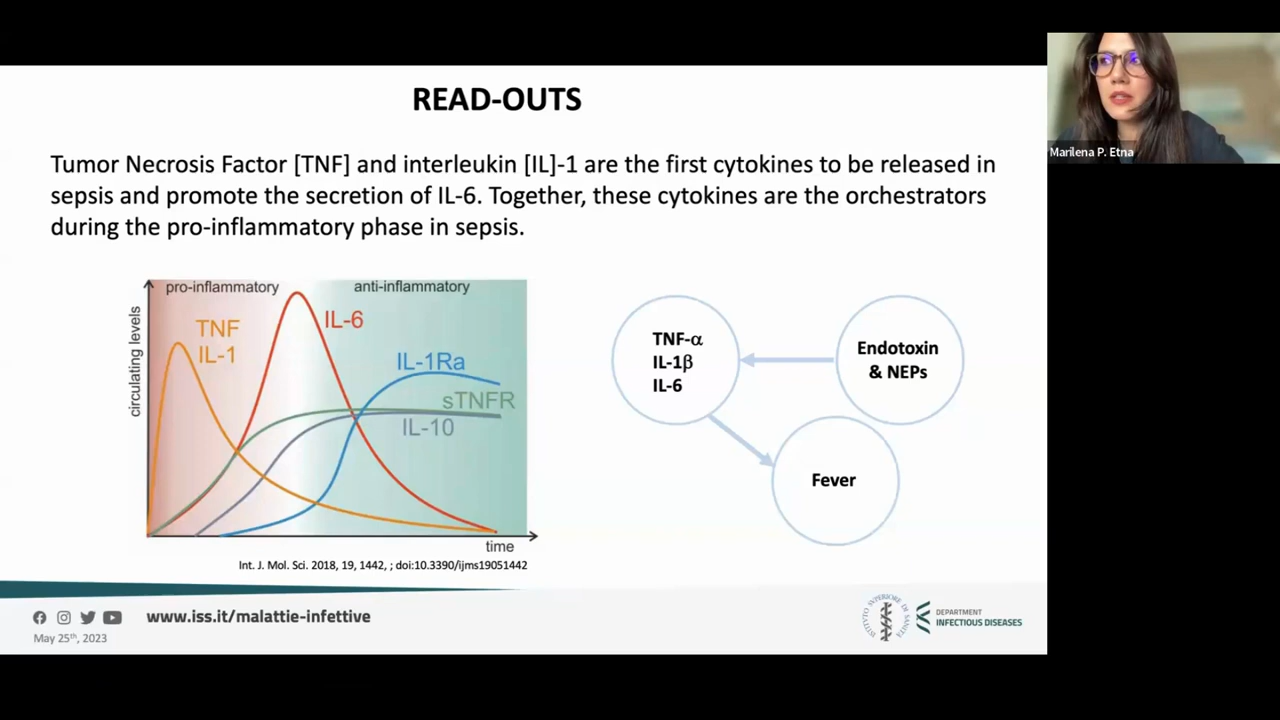 READ-OUTS
Marilena P. Etna
Tumor Necrosis Factor [TNF] and interleukin [IL]-1 are the first cytokines to be released in
sepsis and promote the secretion of IL-6. Together, these cytokines are the orchestrators
during the pro-inflammatory phase in sepsis.
pro-inflammatory
anti-inflammatory
circulating levels
TNF
IL-1
IL-6
IL-1Ra
sTNFR
IL-10
time
Int. J. Mol. Sci. 2018, 19, 1442, ; doi:10.3390/ijms19051442
TNF-α
IL-1β
IL-6
Endotoxin
& NEPs
Fever
www.iss.it/malattie-infettive
May 25th, 2023
ISTITUTO SUPERIORE DI SANITÀ
DEPARTMENT
INFECTIOUS DISEASES